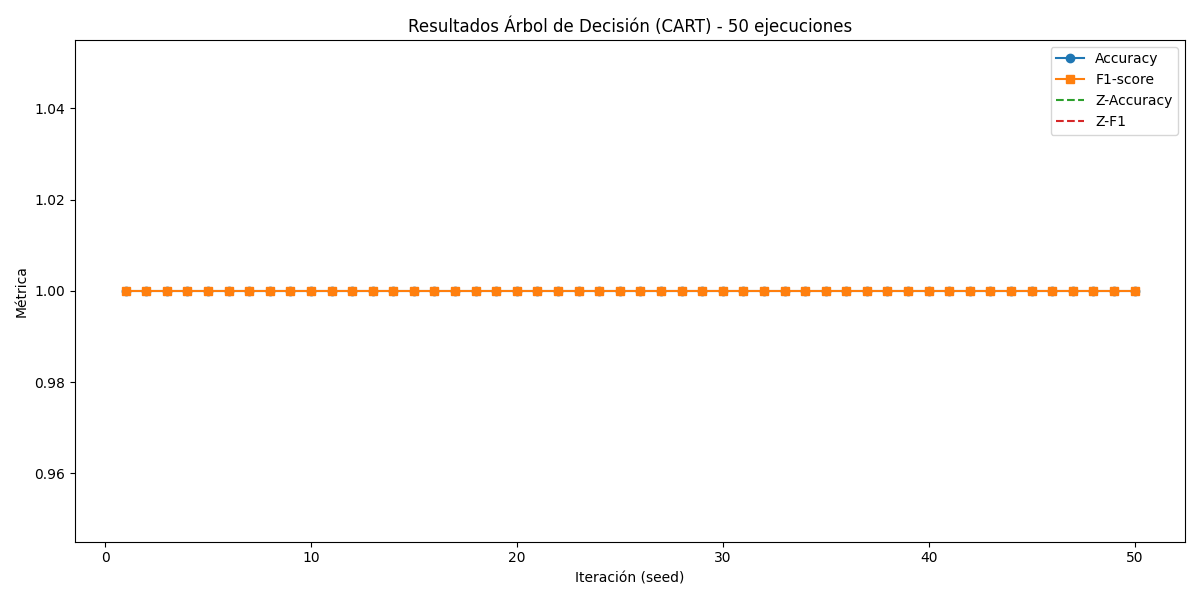 Resultados Árbol de Decisión (CART) - 50 ejecuciones
Accuracy
F1-score
Z-Accuracy
Z-F1
Métrica
1.04
1.02
1.00
0.98
0.96
0 10 20 30 40 50
Iteración (seed)